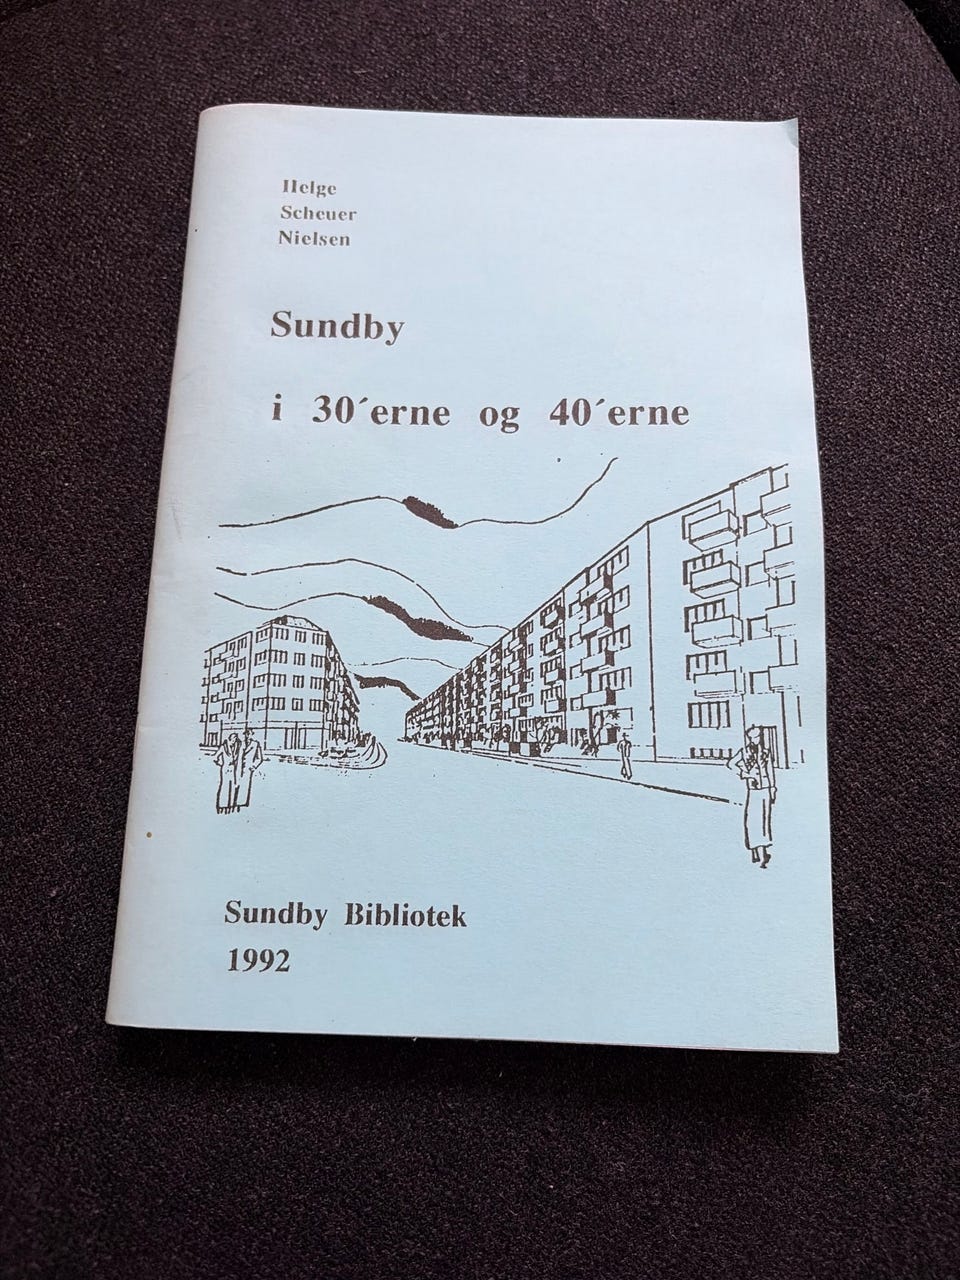 Helge
Scheuer
Nielsen
Sundby
i 30´erne og 40´erne
Sundby Bibliotek
1992